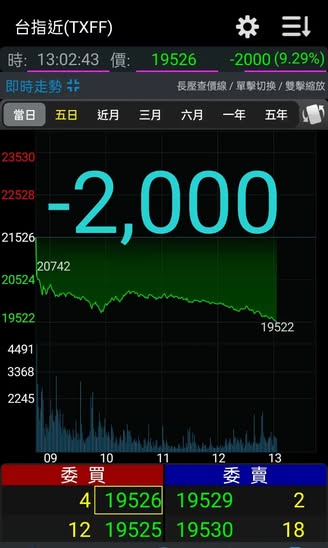 台指近(TXFF)
時: 13:02:43 價: 19526 -2000 (9.29%)
即時走勢 長壓查價線 / 單擊切換 / 雙擊縮放
當日 五日 近月 三月 六月 一年 五年
23530
22528
-2,000
21526
20742
20524
19522
19522
4491
3368
2245
09 10 11 12 13
委買 委賣
4 19526 19529 2
12 19525 19530 18